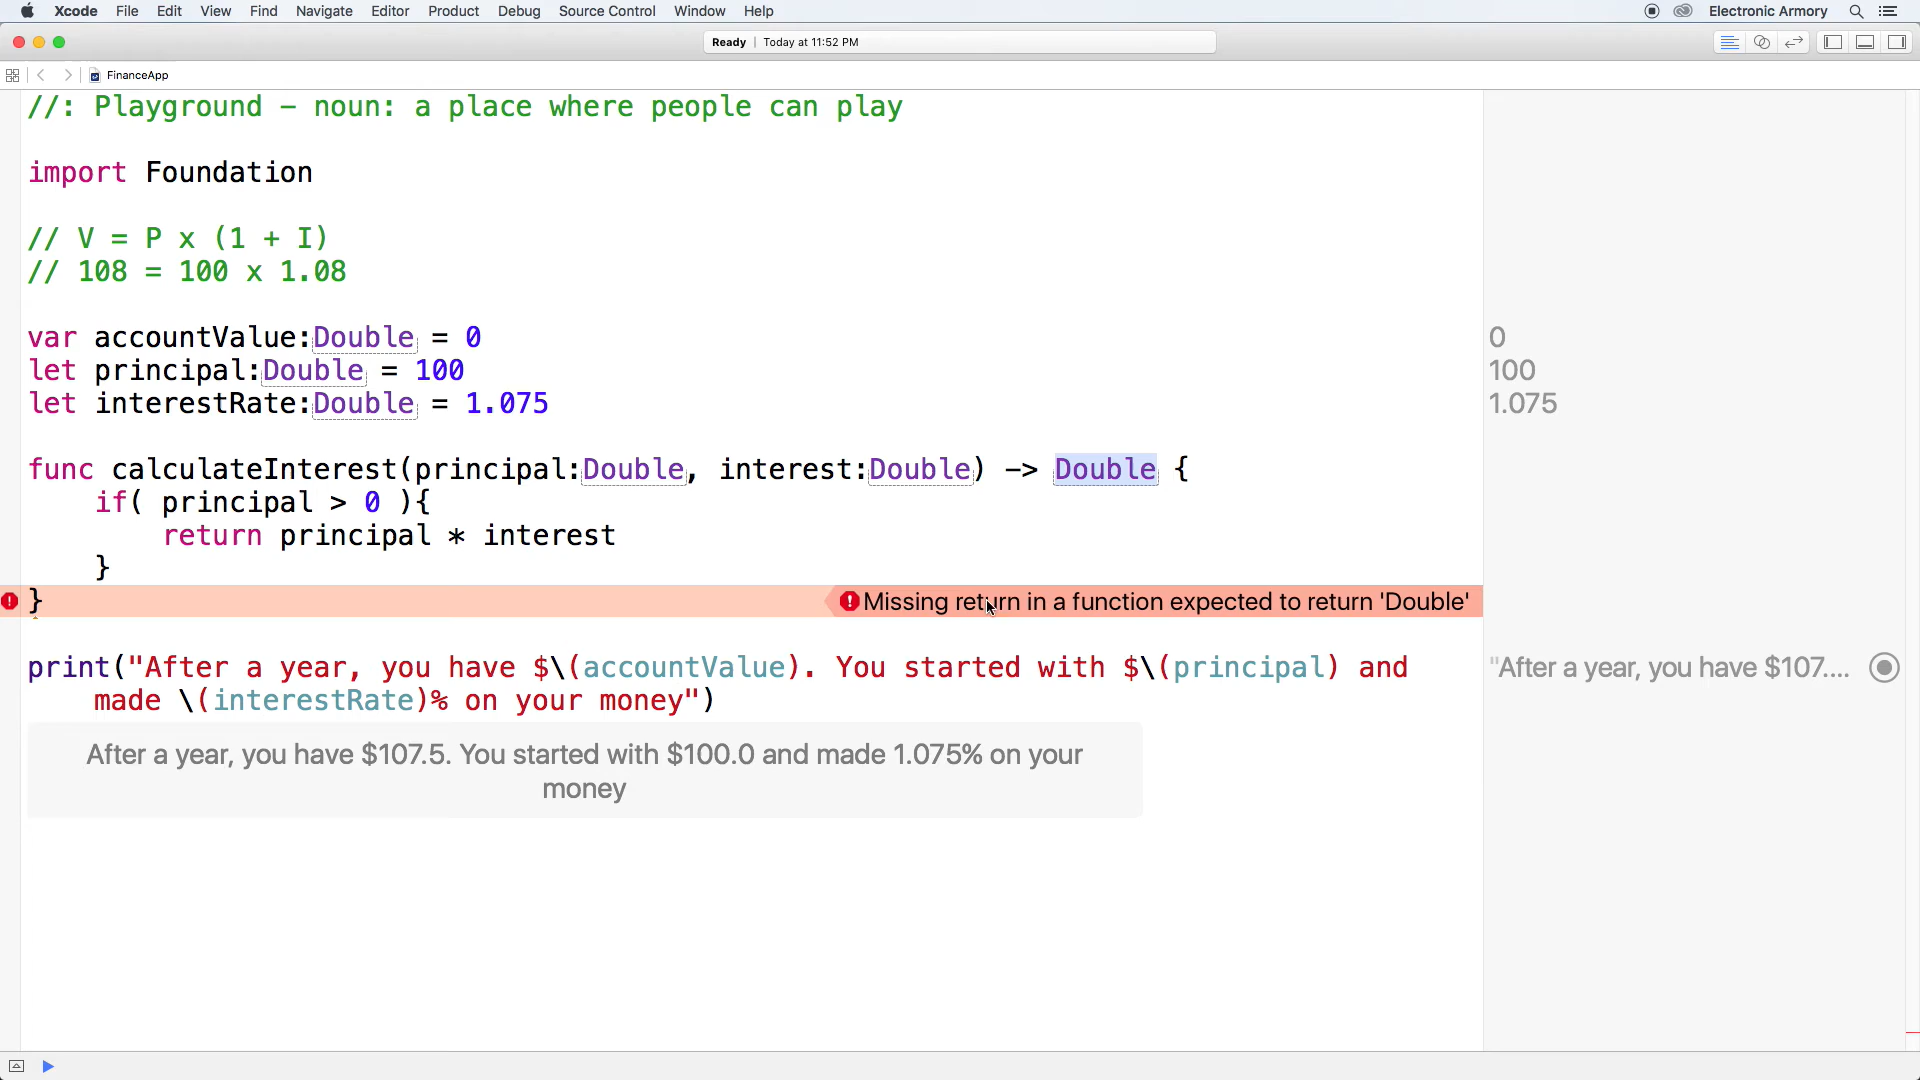 Xcode File Edit View Find Navigate Editor Product Debug Source Control Window Help Electronic Armory
Ready | Today at 11:52 PM
FinanceApp
//: Playground - noun: a place where people can play
import Foundation
// V = P x (1 + I)
// 108 = 100 x 1.08
var accountValue:Double = 0 0
let principal:Double = 100 100
let interestRate:Double = 1.075 1.075
func calculateInterest(principal:Double, interest:Double) -> Double {
if( principal > 0 ){
return principal * interest
}
} Missing return in a function expected to return 'Double'
print("After a year, you have $\(accountValue). You started with $\(principal) and "After a year, you have $107....
made \(interestRate)% on your money")
After a year, you have $107.5. You started with $100.0 and made 1.075% on your
money